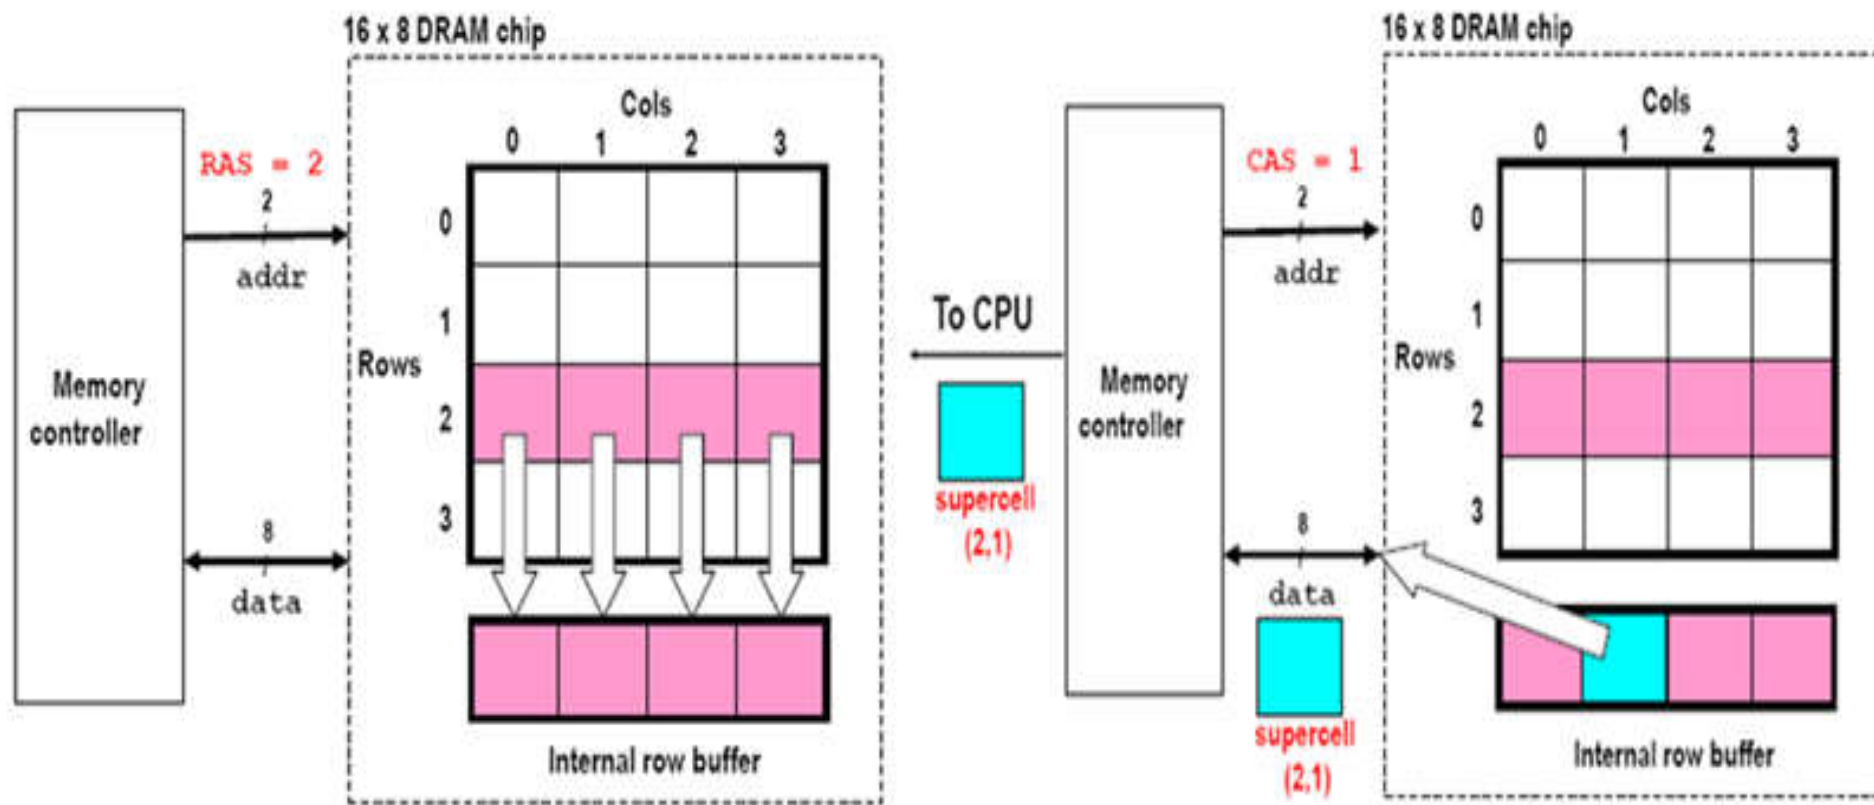 16 x 8 DRAM chip
Cols
0 1 2 3
RAS = 2
2
addr
0
1
Rows
2
3
Memory
controller
8
data
Internal row buffer
16 x 8 DRAM chip
Cols
0 1 2 3
CAS = 1
2
addr
0
1
Rows
2
3
To CPU
Memory
controller
supercell
(2,1)
8
data
supercell
(2,1)
Internal row buffer